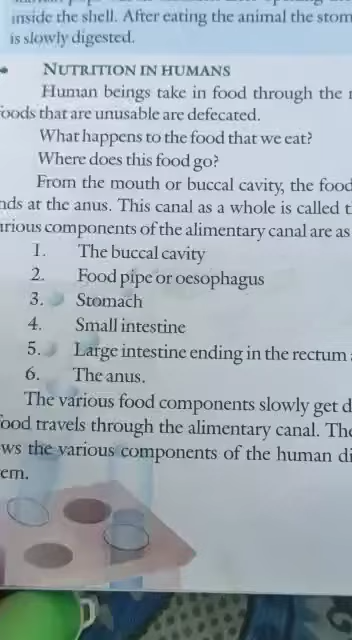 inside the shell. After eating the animal the stom
is slowly digested.
• NUTRITION IN HUMANS
Human beings take in food through the
foods that are unusable are defecated.
What happens to the food that we eat?
Where does this food go?
From the mouth or buccal cavity, the food
nds at the anus. This canal as a whole is called t
arious components of the alimentary canal are as
1. The buccal cavity
2. Food pipe or oesophagus
3. Stomach
4. Small intestine
5. Large intestine ending in the rectum
6. The anus.
The various food components slowly get d
food travels through the alimentary canal. The
ws the various components of the human di
em.